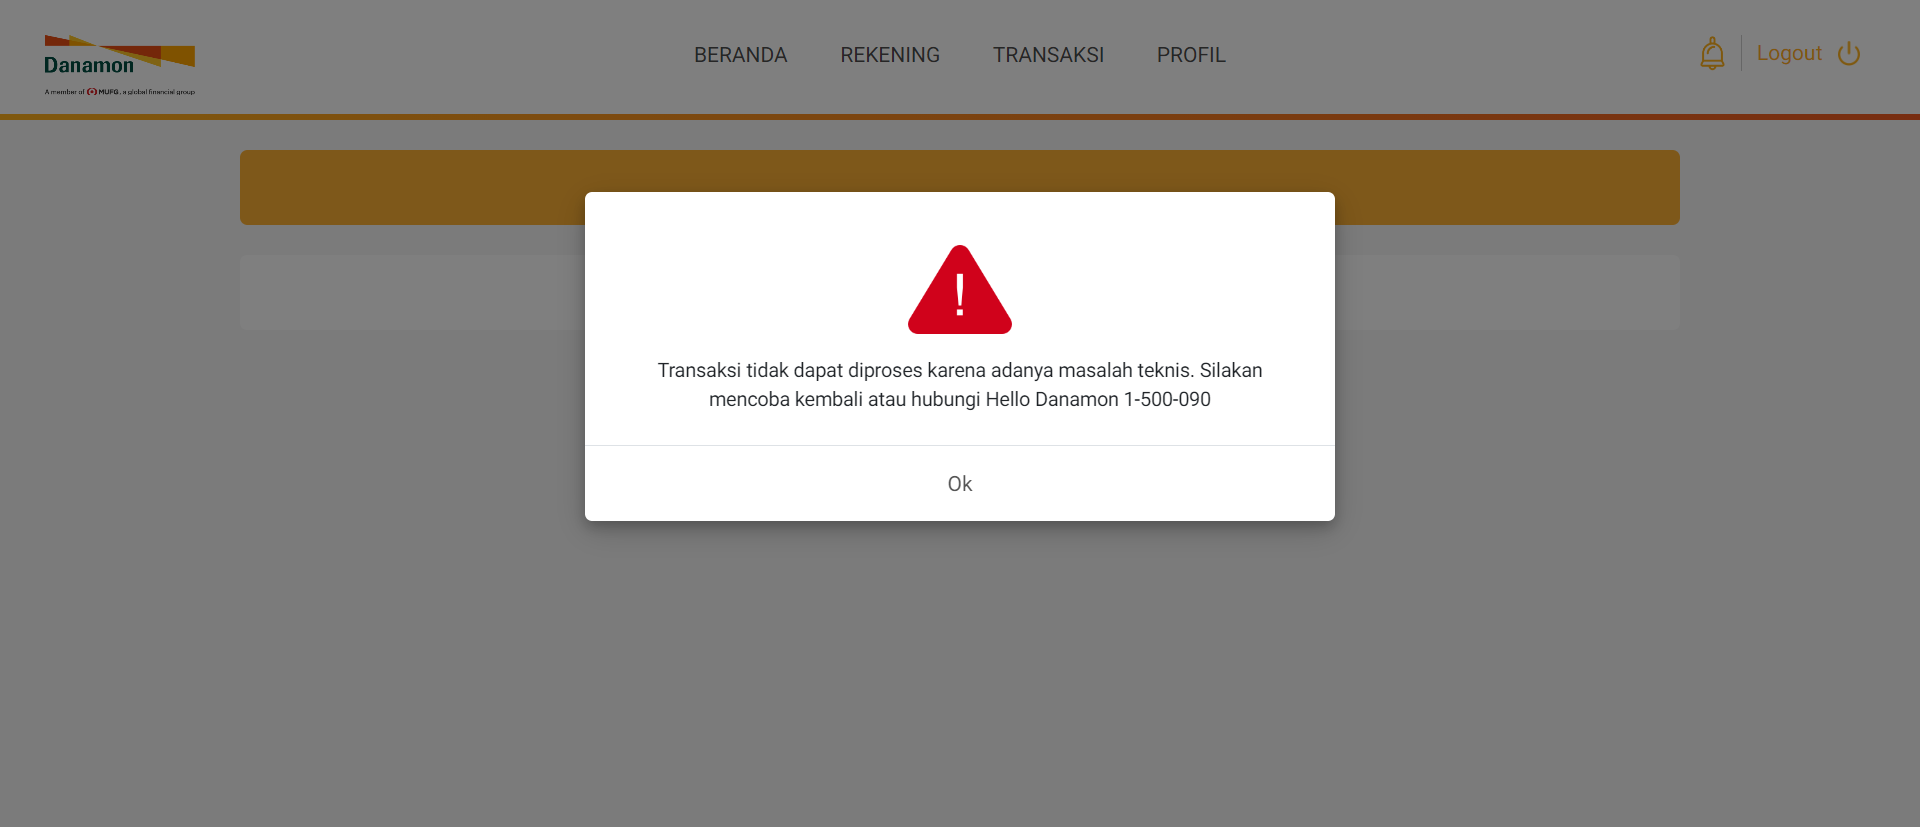 Danamon
A member of MUFG, a global financial group
BERANDA
REKENING
TRANSAKSI
PROFIL
Logout
Transaksi tidak dapat diproses karena adanya masalah teknis. Silakan
mencoba kembali atau hubungi Hello Danamon 1-500-090
Ok